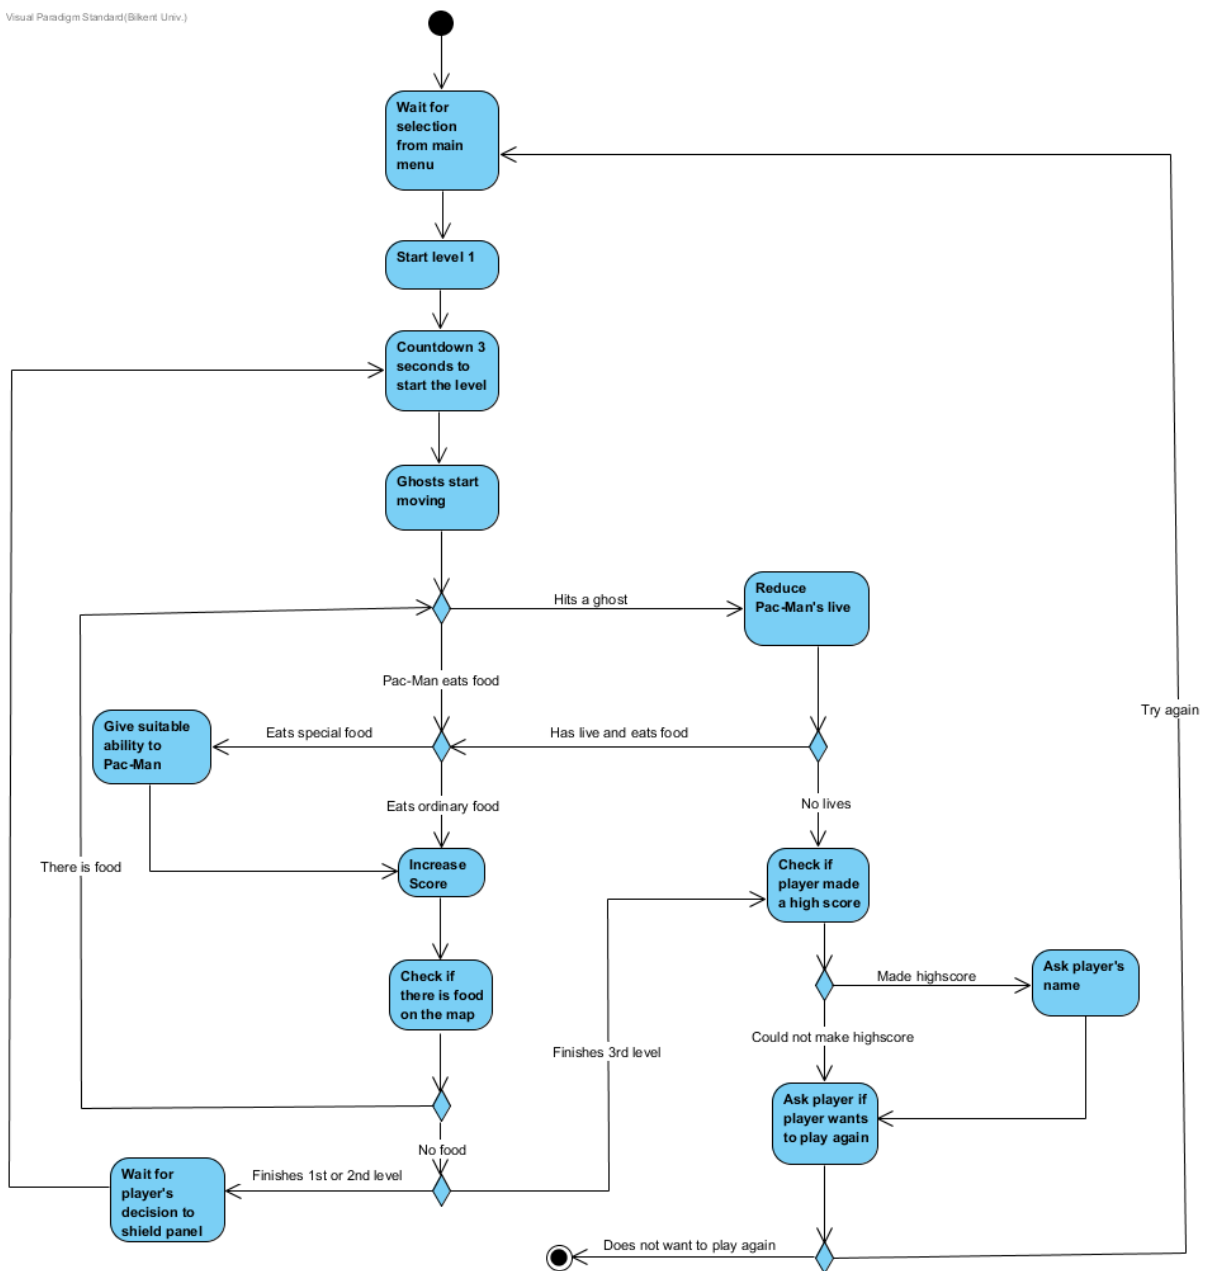 Visual Paradigm Standard(Bilkent Univ.)
Wait for
selection
from main
menu
Start level 1
Countdown 3
seconds to
start the level
Ghosts start
moving
Hits a ghost
Reduce
Pac-Man's live
Pac-Man eats food
Try again
Give suitable
ability to
Pac-Man
Eats special food
Has live and eats food
Eats ordinary food
No lives
There is food
Increase
Score
Check if
player made
a high score
Check if
there is food
on the map
Made highscore
Ask player's
name
Could not make highscore
Finishes 3rd level
Ask player if
player wants
to play again
No food
Wait for
player's
decision to
shield panel
Finishes 1st or 2nd level
Does not want to play again